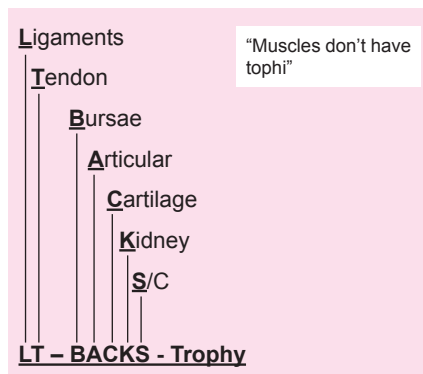 Ligaments
“Muscles don’t have
tophi”
Tendon
Bursae
Articular
Cartilage
Kidney
S/C
LT – BACKS - Trophy